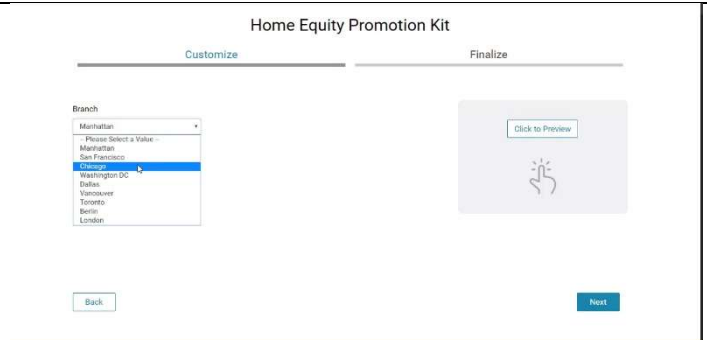 Home Equity Promotion Kit
Customize
Finalize
Branch
Manhattan
-- Please Select a Value --
Manhattan
San Francisco
Chicago
Washington DC
Dallas
Vancouver
Toronto
Berlin
London
Click to Preview
Back
Next